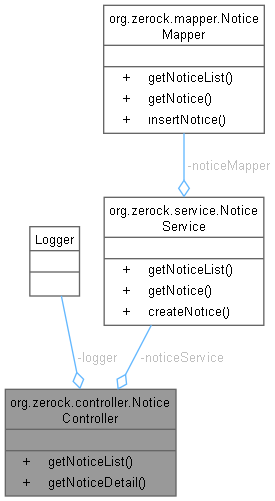 org.zerock.mapper.Notice
Mapper
+ getNoticeList()
+ getNotice()
+ insertNotice()
-noticeMapper
org.zerock.service.Notice
Service
+ getNoticeList()
+ getNotice()
+ createNotice()
Logger
-logger
-noticeService
org.zerock.controller.Notice
Controller
+ getNoticeList()
+ getNoticeDetail()